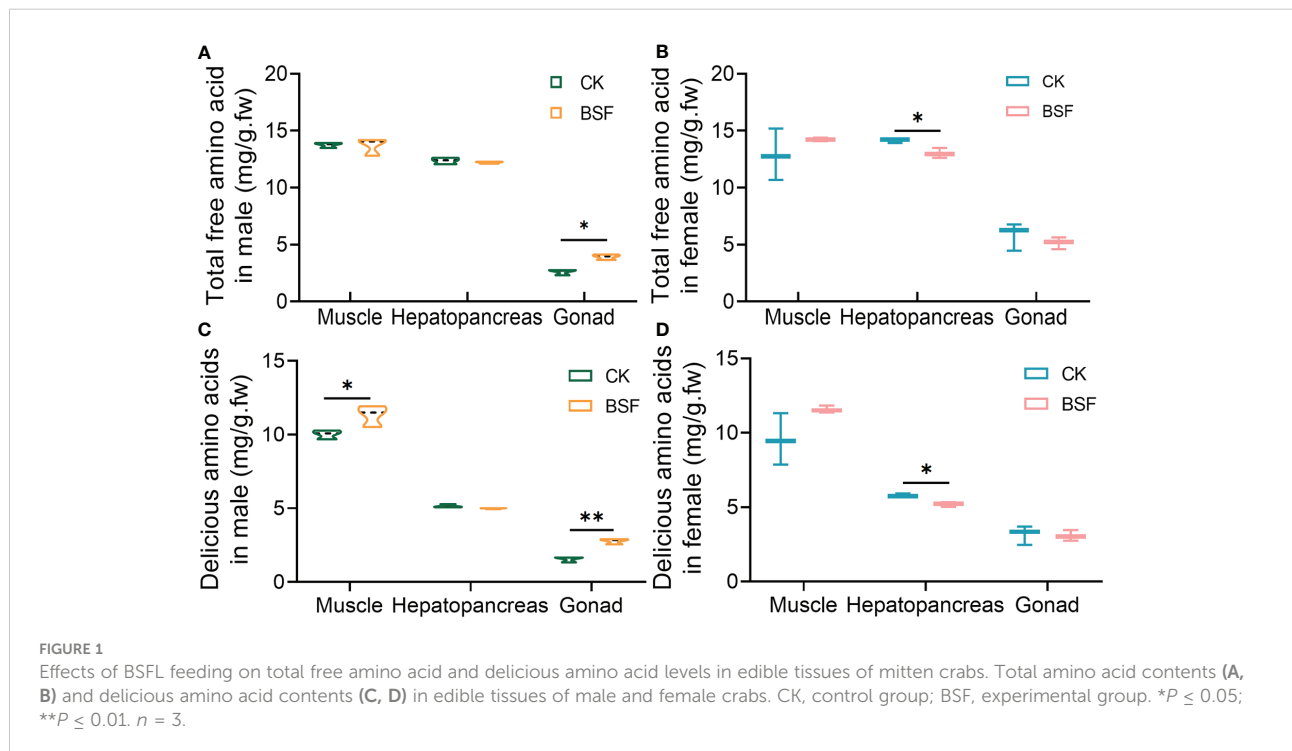 A
Total free amino acid
in male (mg/g.fw)
20
15
10
5
0
CK
BSF
*
Muscle Hepatopancreas Gonad
B
Total free amino acid
in female (mg/g.fw)
20
15
10
5
0
CK
BSF
*
Muscle Hepatopancreas Gonad
C
Delicious amino acids
in male (mg/g.fw)
15
10
5
0
CK
BSF
*
**
Muscle Hepatopancreas Gonad
D
Delicious amino acids
in female (mg/g.fw)
15
10
5
0
CK
BSF
*
Muscle Hepatopancreas Gonad
FIGURE 1
Effects of BSFL feeding on total free amino acid and delicious amino acid levels in edible tissues of mitten crabs. Total amino acid contents (A,
B) and delicious amino acid contents (C, D) in edible tissues of male and female crabs. CK, control group; BSF, experimental group. *P ≤ 0.05;
**P ≤ 0.01. n = 3.